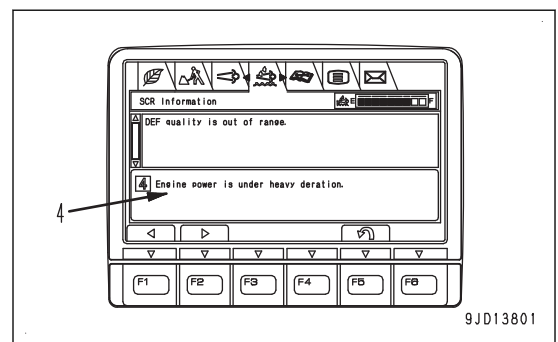 SCR Information
E F
DEF quality is out of range.
4 Engine power is under heavy deration.
4
F1 F2 F3 F4 F5 F6
9JD13801